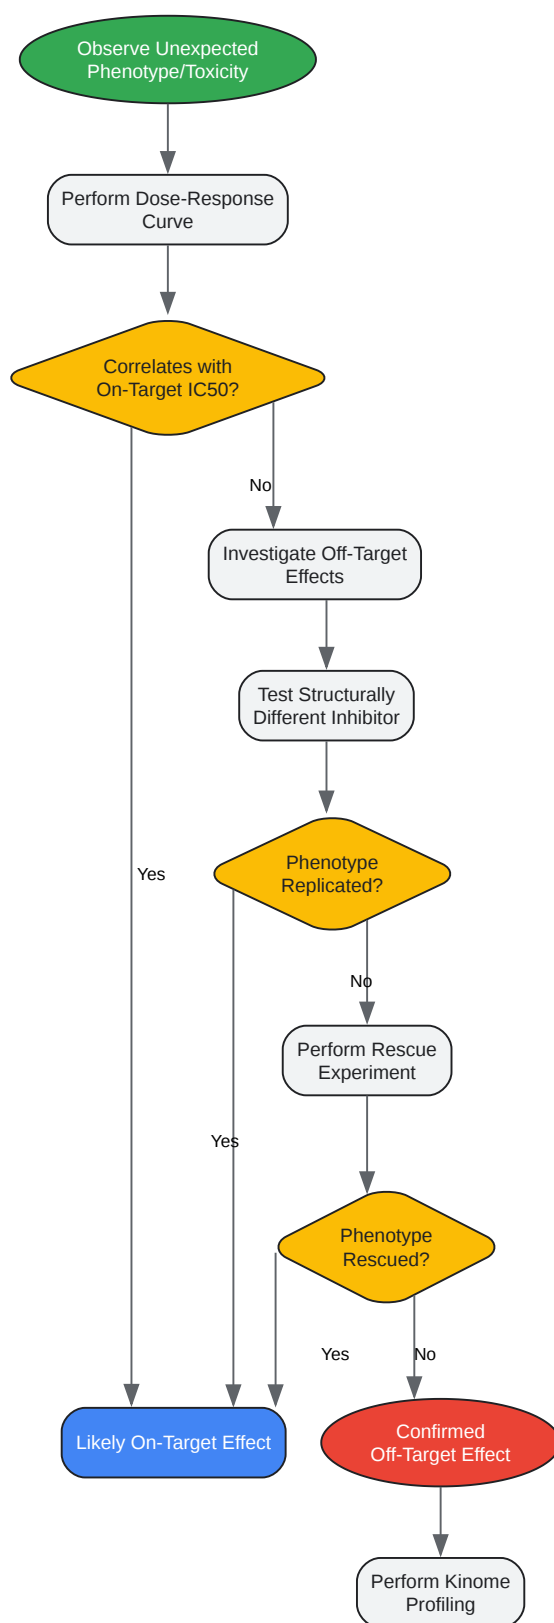 Observe Unexpected
Phenotype/Toxicity
Perform Dose-Response
Curve
Correlates with
On-Target IC50?
No
Investigate Off-Target
Effects
Test Structurally
Different Inhibitor
Phenotype
Replicated?
Yes
No
Perform Rescue
Experiment
Yes
Phenotype
Rescued?
Yes
No
Likely On-Target Effect
Confirmed
Off-Target Effect
Perform Kinome
Profiling